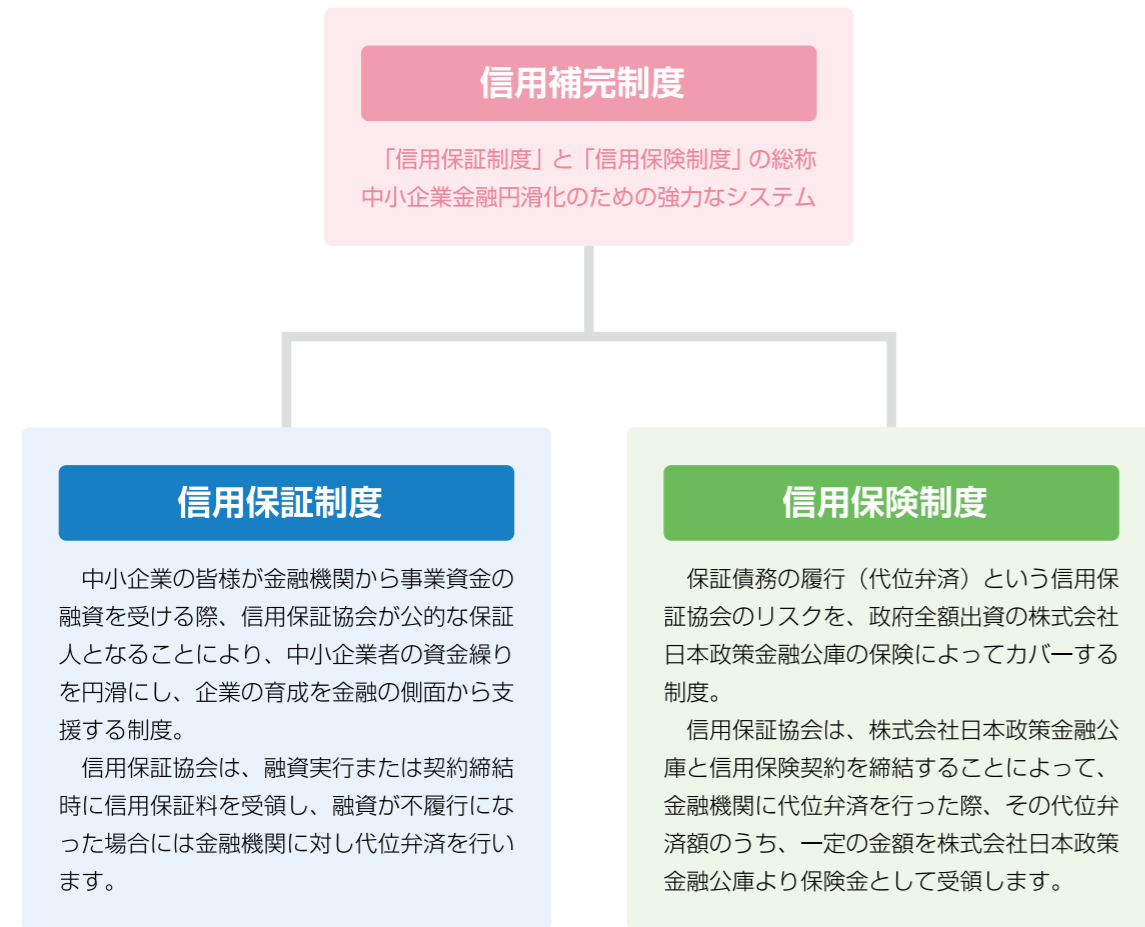 信用補完制度
「信用保証制度」と「信用保険制度」の総称
中小企業金融円滑化のための強力なシステム
信用保証制度
中小企業の皆様が金融機関から事業資金の
融資を受ける際、信用保証協会が公的な保証
人となることにより、中小企業者の資金繰り
を円滑にし、企業の育成を金融の側面から支
援する制度。
信用保証協会は、融資実行または契約締結
時に信用保証料を受領し、融資が不履行にな
った場合には金融機関に対し代位弁済を行い
ます。
信用保険制度
保証債務の履行（代位弁済）という信用保
証協会のリスクを、政府全額出資の株式会社
日本政策金融公庫の保険によってカバーする
制度。
信用保証協会は、株式会社日本政策金融公
庫と信用保険契約を締結することによって、
金融機関に代位弁済を行った際、その代位弁
済額のうち、一定の金額を株式会社日本政策
金融公庫より保険金として受領します。